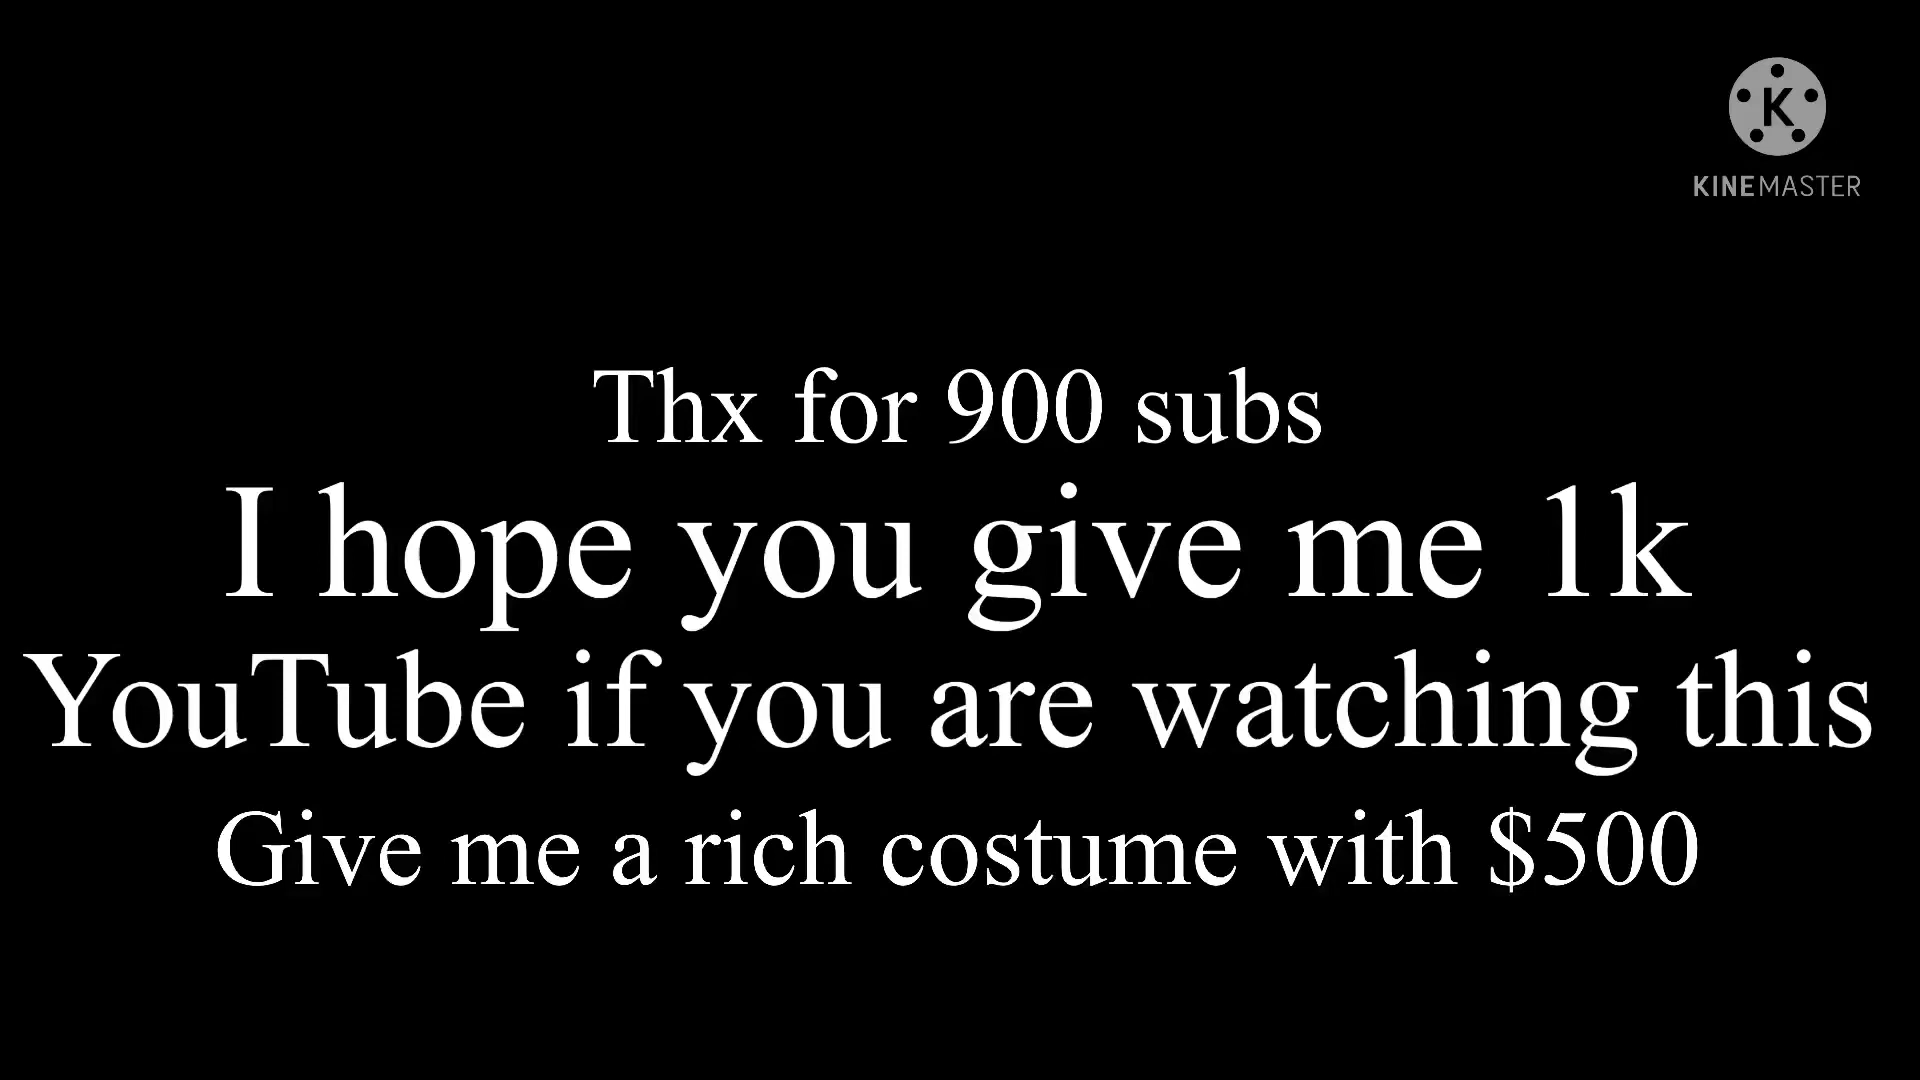 K
KINEMASTER
Thx for 900 subs
I hope you give me 1k
YouTube if you are watching this
Give me a rich costume with $500